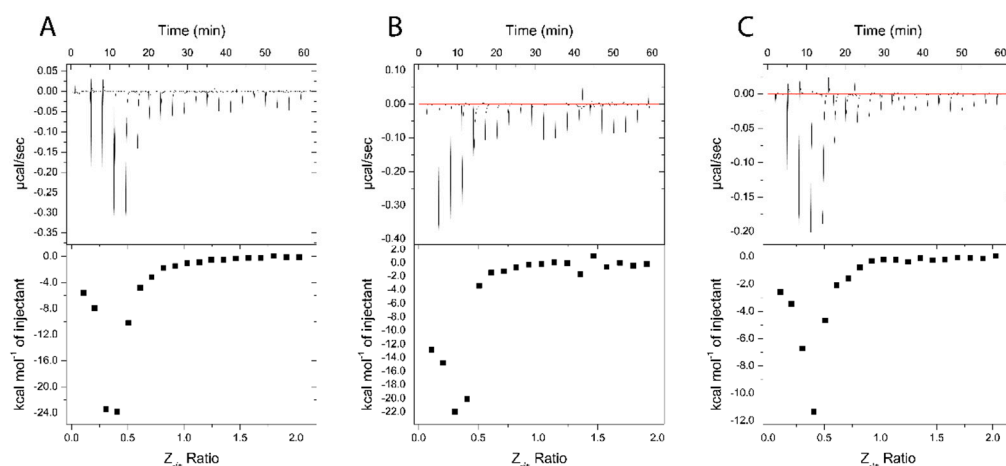 A
Time (min)
0 10 20 30 40 50 60
0.05
0.00
-0.05
-0.10
-0.15
-0.20
-0.25
-0.30
-0.35
µcal/sec
0.0
-4.0
-8.0
-12.0
-16.0
-20.0
-24.0
kcal mol⁻¹ of injectant
0.0 0.5 1.0 1.5 2.0
Z₊/₋ Ratio
B
Time (min)
0 10 20 30 40 50 60
0.10
0.00
-0.10
-0.20
-0.30
-0.40
µcal/sec
2.0
0.0
-2.0
-4.0
-6.0
-8.0
-10.0
-12.0
-14.0
-16.0
-18.0
-20.0
-22.0
kcal mol⁻¹ of injectant
0.0 0.5 1.0 1.5 2.0
Z₊/₋ Ratio
C
Time (min)
0 10 20 30 40 50 60
0.00
-0.05
-0.10
-0.15
-0.20
µcal/sec
0.0
-2.0
-4.0
-6.0
-8.0
-10.0
-12.0
kcal mol⁻¹ of injectant
0.0 0.5 1.0 1.5 2.0
Z₊/₋ Ratio